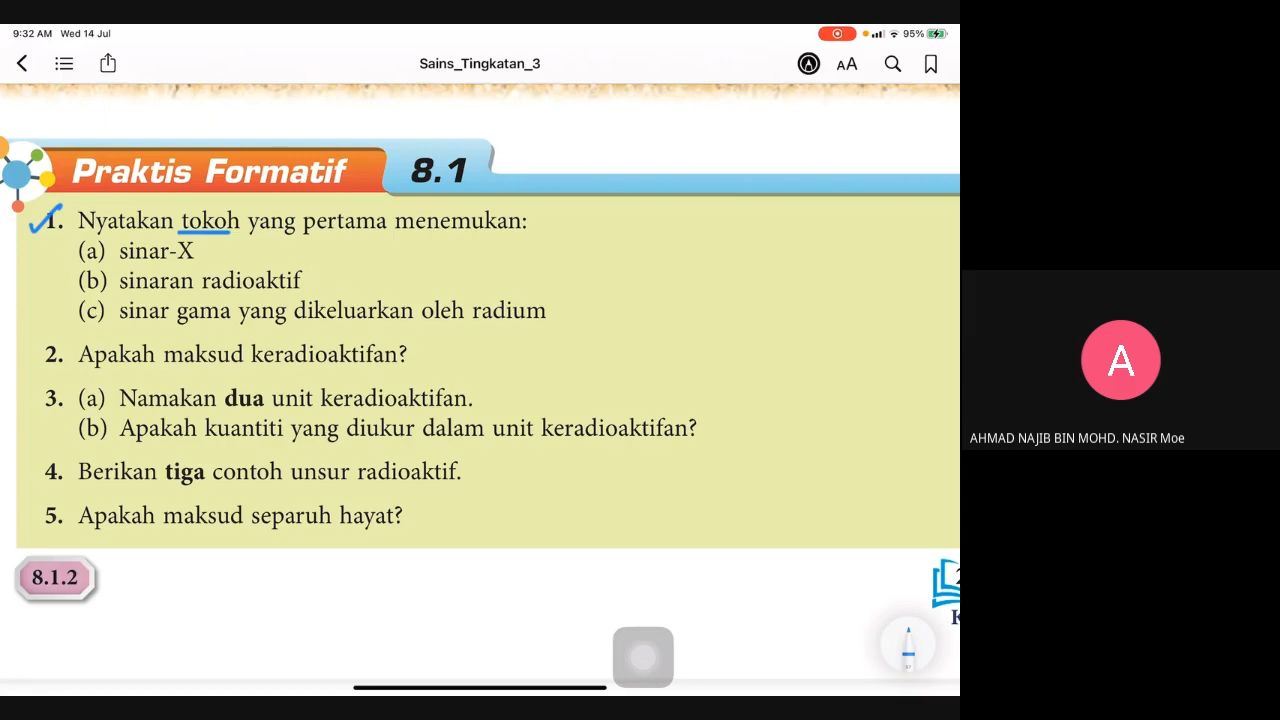 9:32 AM Wed 14 Jul
95%
Sains_Tingkatan_3
AA
Praktis Formatif 8.1
1. Nyatakan tokoh yang pertama menemukan:
(a) sinar-X
(b) sinaran radioaktif
(c) sinar gama yang dikeluarkan oleh radium
2. Apakah maksud keradioaktifan?
3. (a) Namakan dua unit keradioaktifan.
(b) Apakah kuantiti yang diukur dalam unit keradioaktifan?
4. Berikan tiga contoh unsur radioaktif.
5. Apakah maksud separuh hayat?
8.1.2
A
AHMAD NAJIB BIN MOHD. NASIR Moe